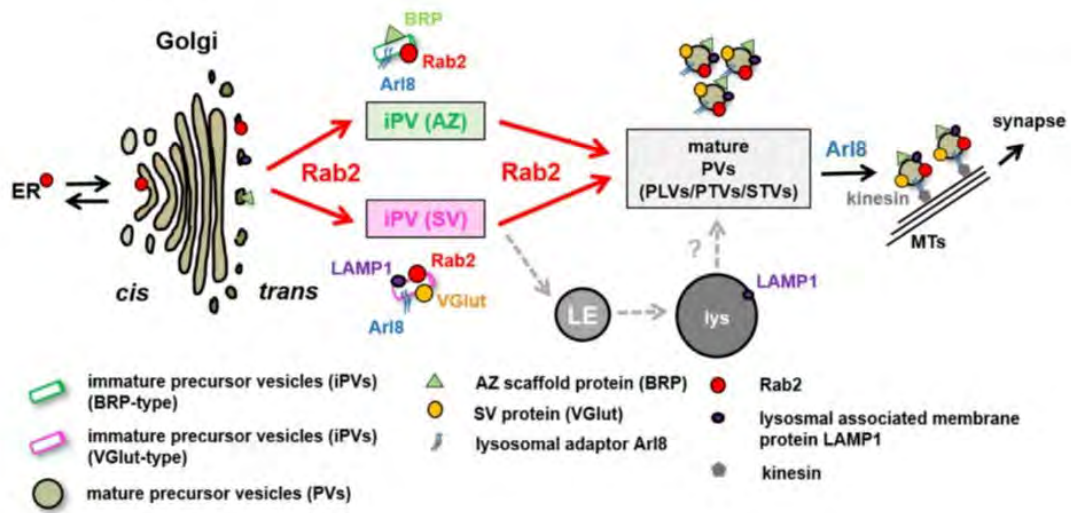 Golgi
BRP
Rab2
Arl8
iPV (AZ)
ER
Rab2
Rab2
mature
PVs
(PLVs/PTVs/STVs)
Arl8
synapse
kinesin
MTs
iPV (SV)
cis
trans
LAMP1
Rab2
VGlut
Arl8
LE
?
lys
LAMP1
immature precursor vesicles (iPVs)
(BRP-type)
immature precursor vesicles (iPVs)
(VGlut-type)
mature precursor vesicles (PVs)
AZ scaffold protein (BRP)
SV protein (VGlut)
lysosomal adaptor Arl8
Rab2
lysosmal associated membrane
protein LAMP1
kinesin